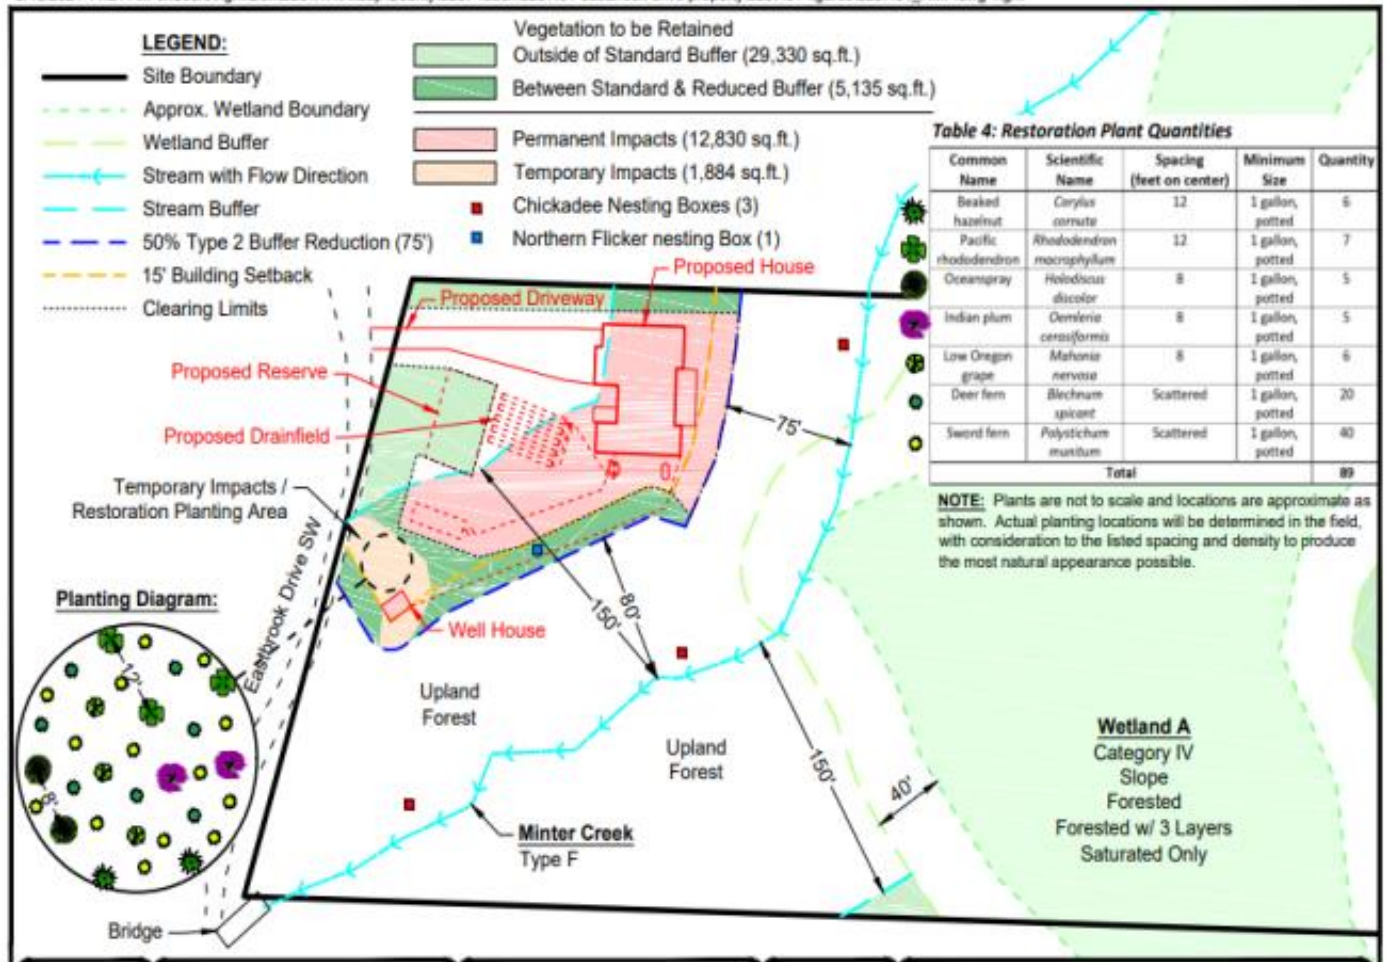 LEGEND:
Site Boundary
Approx. Wetland Boundary
Wetland Buffer
Stream with Flow Direction
Stream Buffer
50% Type 2 Buffer Reduction (75')
15' Building Setback
Clearing Limits
Vegetation to be Retained
Outside of Standard Buffer (29,330 sq.ft.)
Between Standard & Reduced Buffer (5,135 sq.ft.)
Permanent Impacts (12,830 sq.ft.)
Temporary Impacts (1,884 sq.ft.)
Chickadee Nesting Boxes (3)
Northern Flicker nesting Box (1)
Table 4: Restoration Plant Quantities
Common Name Scientific Name Spacing (feet on center) Minimum Size Quantity
Beaked hazelnut Corylus cornuta 12 1 gallon, potted 6
Pacific rhododendron Rhododendron macrophyllum 12 1 gallon, potted 7
Oceanspray Holodiscus discolor 8 1 gallon, potted 5
Indian plum Oemleria cerasiformis 8 1 gallon, potted 5
Low Oregon grape Mahonia nervosa 8 1 gallon, potted 6
Deer fern Blechnum spicant Scattered 1 gallon, potted 20
Sword fern Polystichum munitum Scattered 1 gallon, potted 40
Total 89
NOTE: Plants are not to scale and locations are approximate as
shown. Actual planting locations will be determined in the field,
with consideration to the listed spacing and density to produce
the most natural appearance possible.
Proposed House
Proposed Driveway
Proposed Reserve
Proposed Drainfield
75'
Temporary Impacts /
Restoration Planting Area
Eastbrook Drive SW
150'
80'
Well House
Planting Diagram:
12'
8'
Upland
Forest
Upland
Forest
150'
40'
Wetland A
Category IV
Slope
Forested
Forested w/ 3 Layers
Saturated Only
Minter Creek
Type F
Bridge